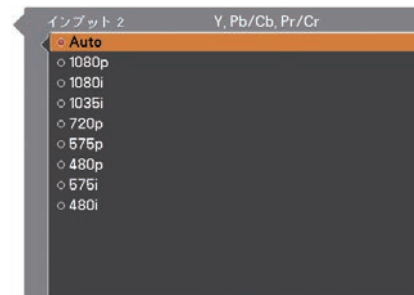 インプット 2 Y, Pb/Cb, Pr/Cr
Auto
1080p
1080i
1035i
720p
575p
480p
575i
480i